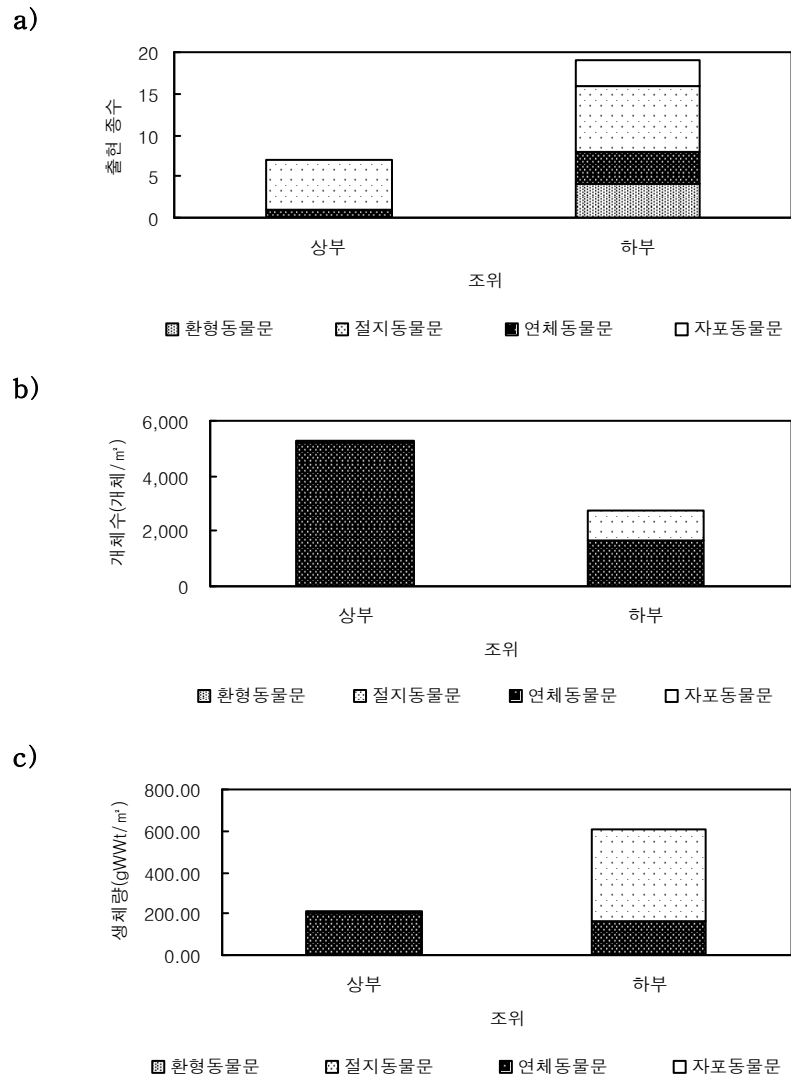 a)
20
15
10
5
0
출현 종수
상부 하부
조위
환형동물문 절지동물문 연체동물문 자포동물문
b)
6,000
4,000
2,000
0
개체수(개체/㎡)
상부 하부
조위
환형동물문 절지동물문 연체동물문 자포동물문
c)
800.00
600.00
400.00
200.00
0.00
생체량(gWWt/㎡)
상부 하부
조위
환형동물문 절지동물문 연체동물문 자포동물문